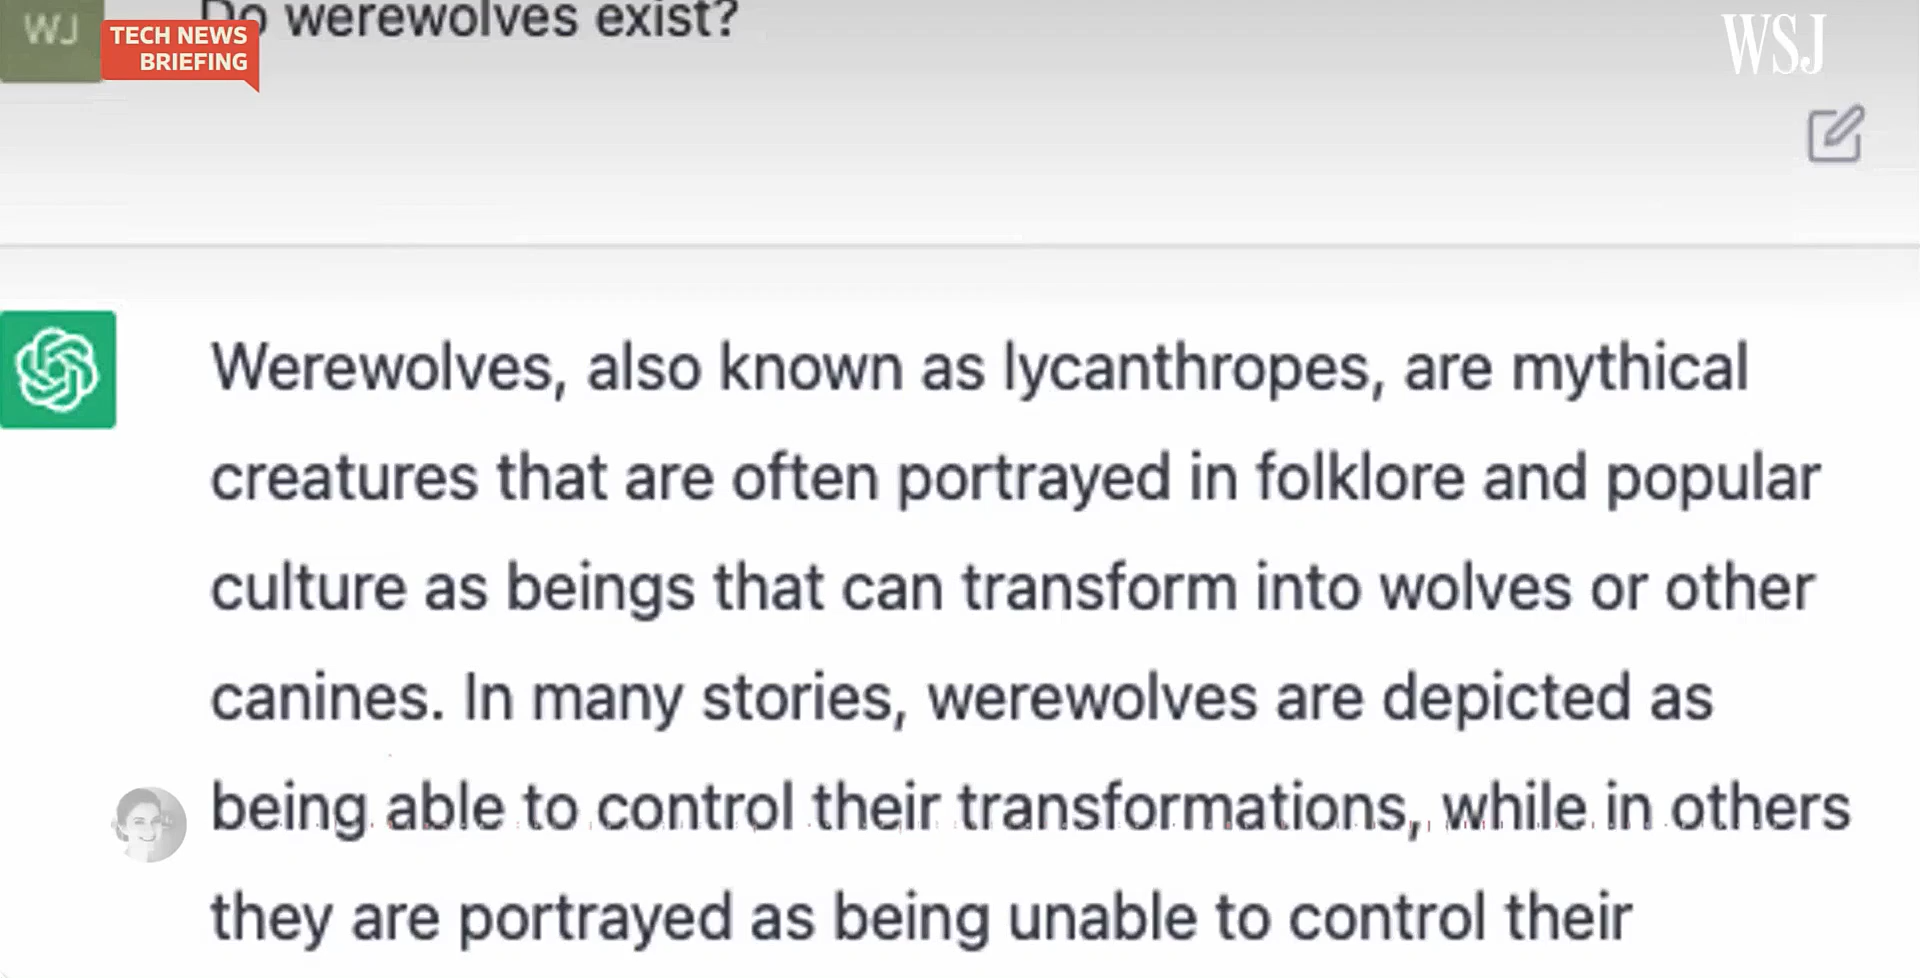 WJ
TECH NEWS
BRIEFING
Do werewolves exist?
WSJ
Werewolves, also known as lycanthropes, are mythical
creatures that are often portrayed in folklore and popular
culture as beings that can transform into wolves or other
canines. In many stories, werewolves are depicted as
being able to control their transformations, while in others
they are portrayed as being unable to control their